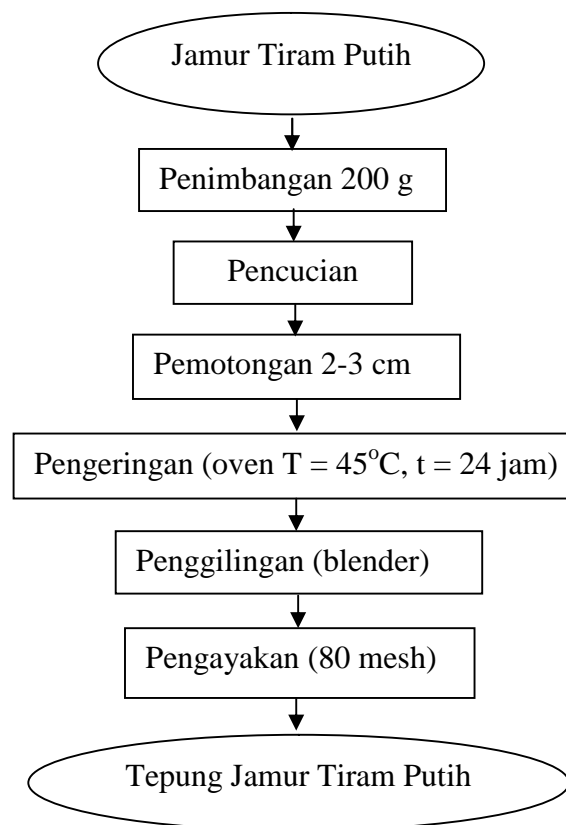 Jamur Tiram Putih
Penimbangan 200 g
Pencucian
Pemotongan 2-3 cm
Pengeringan (oven T = 45°C, t = 24 jam)
Penggilingan (blender)
Pengayakan (80 mesh)
Tepung Jamur Tiram Putih